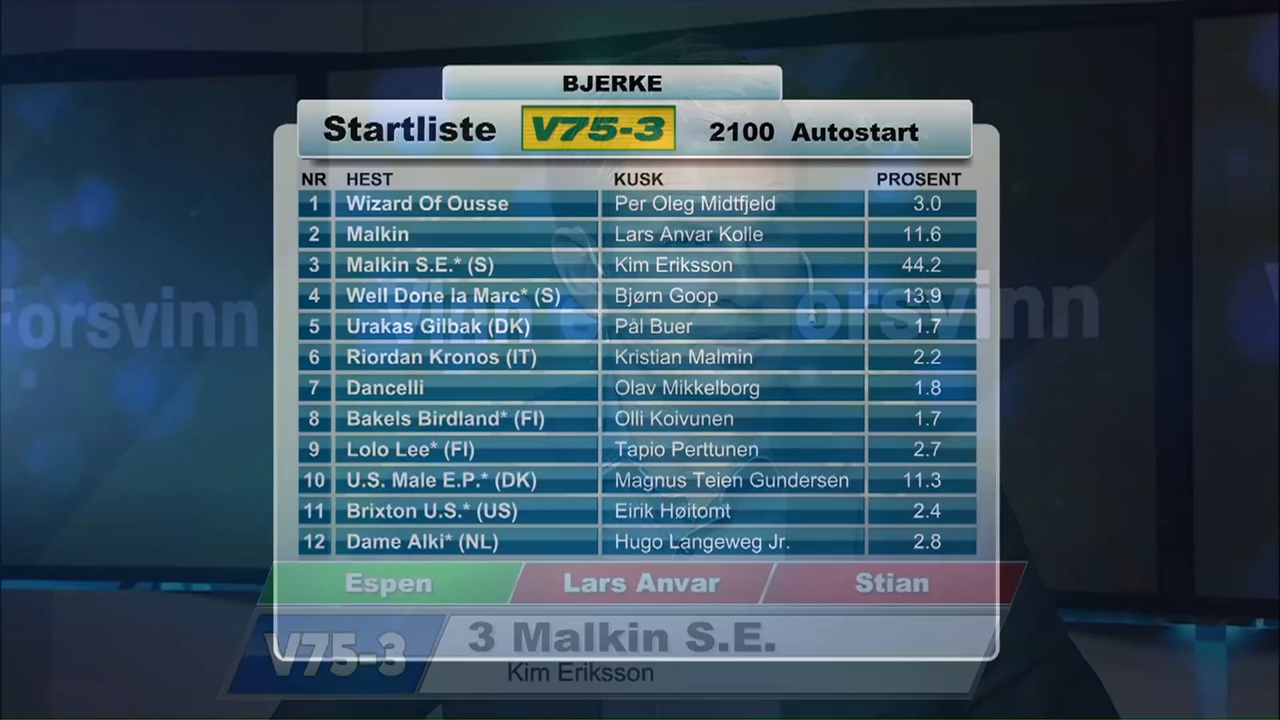 BJERKE
Startliste V75-3 2100 Autostart
NR HEST KUSK PROSENT
1 Wizard Of Ousse Per Oleg Midtfjeld 3.0
2 Malkin Lars Anvar Kolle 11.6
3 Malkin S.E.* (S) Kim Eriksson 44.2
4 Well Done la Marc* (S) Bjørn Goop 13.9
5 Urakas Gilbak (DK) Pål Buer 1.7
6 Riordan Kronos (IT) Kristian Malmin 2.2
7 Dancelli Olav Mikkelborg 1.8
8 Bakels Birdland* (FI) Olli Koivunen 1.7
9 Lolo Lee* (FI) Tapio Perttunen 2.7
10 U.S. Male E.P.* (DK) Magnus Teien Gundersen 11.3
11 Brixton U.S.* (US) Eirik Høitomt 2.4
12 Dame Alki* (NL) Hugo Langeweg Jr. 2.8
Forsvinn orsvinn
Espen Lars Anvar Stian
V75-3 3 Malkin S.E.
Kim Eriksson